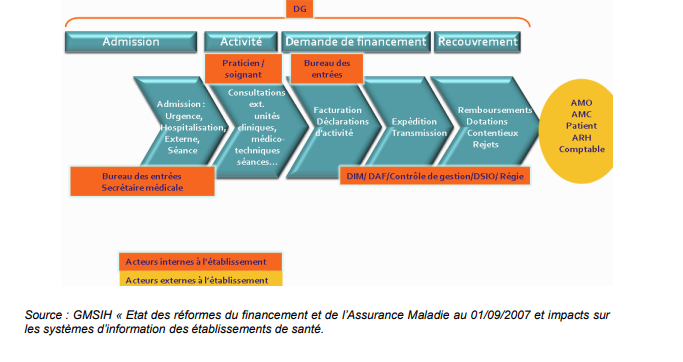 DG
Admission
Activité
Demande de financement
Recouvrement
Praticien /
soignant
Bureau des
entrées
Admission :
Urgence,
Hospitalisation,
Externe,
Séance
Consultations
ext.
unités
cliniques,
médico-
techniques
séances...
Facturation
Déclarations
d'activité
Expédition
Transmission
Remboursements
Dotations
Contentieux
Rejets
AMO
AMC
Patient
ARH
Comptable
Bureau des entrées
Secrétaire médicale
DIM/ DAF/Contrôle de gestion/DSIO/ Régie
Acteurs internes à l'établissement
Acteurs externes à l'établissement
Source : GMSIH « Etat des réformes du financement et de l'Assurance Maladie au 01/09/2007 et impacts sur
les systèmes d'information des établissements de santé.